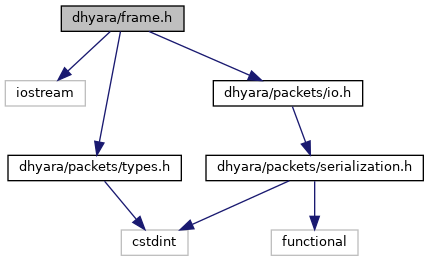 dhyara/frame.h
iostream
dhyara/packets/io.h
dhyara/packets/types.h
dhyara/packets/serialization.h
cstdint
functional